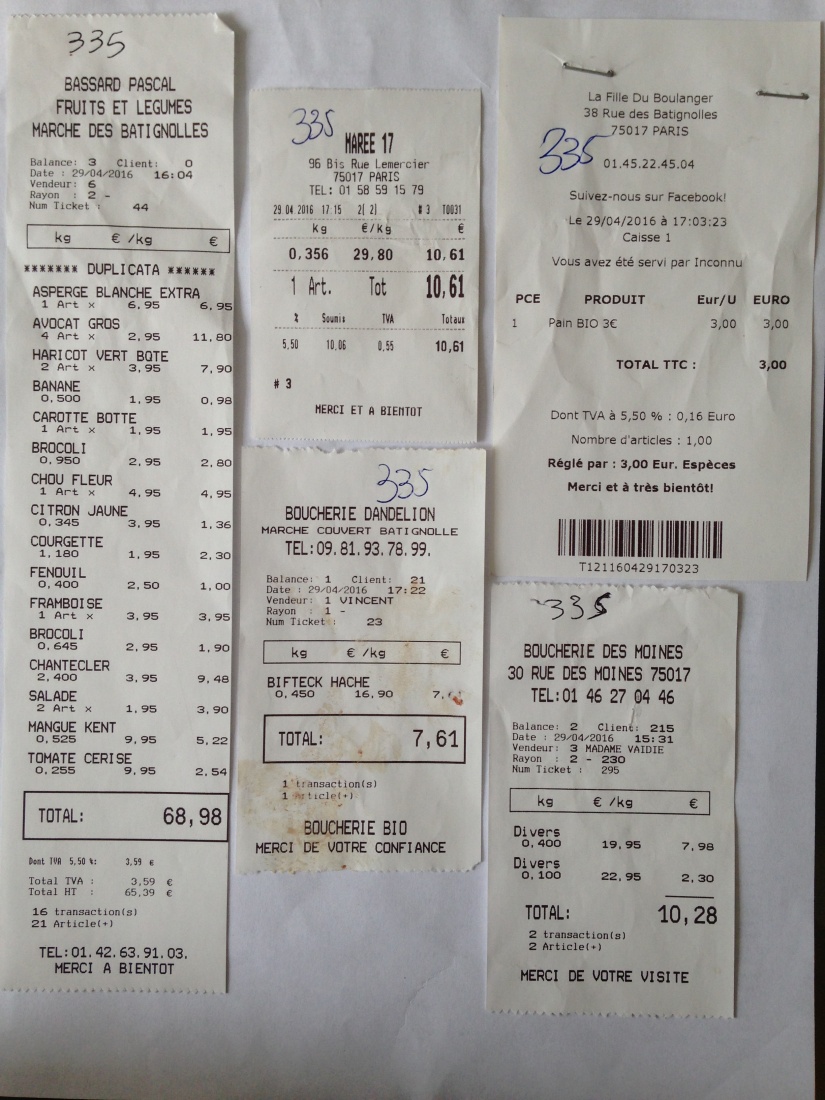 335
BASSARD PASCAL
FRUITS ET LEGUMES
MARCHE DES BATIGNOLLES
Balance: 3 Client: 0
Date : 29/04/2016 16:04
Vendeur: 6
Rayon : 2 -
Num Ticket : 44
kg € /kg €
******* DUPLICATA ******
ASPERGE BLANCHE EXTRA
1 Art x 6,95 6,95
AVOCAT GROS
4 Art x 2,95 11,80
HARICOT VERT BOTE
2 Art x 3,95 7,90
BANANE
0,500 1,95 0,98
CAROTTE BOTTE
1 Art x 1,95 1,95
BROCOLI
0,950 2,95 2,80
CHOU FLEUR
1 Art x 4,95 4,95
CITRON JAUNE
0,345 3,95 1,36
COURGETTE
1,180 1,95 2,30
FENOUIL
0,400 2,50 1,00
FRAMBOISE
1 Art x 3,95 3,95
BROCOLI
0,645 2,95 1,90
CHANTECLER
2,400 3,95 9,48
SALADE
2 Art x 1,95 3,90
MANGUE KENT
0,525 9,95 5,22
TOMATE CERISE
0,255 9,95 2,54
TOTAL: 68,98
Dont TVA 5,50 %: 3,59 €
Total TVA : 3,59 €
Total HT : 65,39 €
16 transaction(s)
21 Article(+)
TEL:01.42.63.91.03.
MERCI A BIENTOT
335
MAREE 17
96 Bis Rue Lemercier
75017 PARIS
TEL: 01 58 59 15 79
29.04.2016 17:15 2( 2) # 3 T0031
kg €/kg €
0,356 29,80 10,61
1 Art. Tot 10,61
% Soumis TVA Totaux
5,50 10,06 0,55 10,61
# 3
MERCI ET A BIENTOT
335
BOUCHERIE DANDELION
MARCHE COUVERT BATIGNOLLE
TEL:09.81.93.78.99.
Balance: 1 Client: 21
Date : 29/04/2016 17:22
Vendeur: 1 VINCENT
Rayon : 1 -
Num Ticket: 23
kg € /kg €
BIFTECK HACHE
0,450 16,90
TOTAL: 7,61
1 transaction(s)
1 Article(+)
BOUCHERIE BIO
MERCI DE VOTRE CONFIANCE
La Fille Du Boulanger
38 Rue des Batignolles
75017 PARIS
335
01.45.22.45.04
Suivez-nous sur Facebook!
Le 29/04/2016 à 17:03:23
Caisse 1
Vous avez été servi par Inconnu
PCE PRODUIT Eur/U EURO
1 Pain BIO 3€ 3,00 3,00
TOTAL TTC : 3,00
Dont TVA à 5,50 % : 0,16 Euro
Nombre d'articles : 1,00
Réglé par : 3,00 Eur. Espèces
Merci et à très bientôt!
T121160429170323
335
BOUCHERIE DES MOINES
30 RUE DES MOINES 75017
TEL:01 46 27 04 46
Balance: 2 Client: 215
Date : 29/04/2016 15:31
Vendeur: 3 MADAME VAIDIE
Rayon : 2 - 230
Num Ticket : 295
kg € /kg €
Divers
0,400 19,95 7,98
Divers
0,100 22,95 2,30
TOTAL: 10,28
2 transaction(s)
2 Article(+)
MERCI DE VOTRE VISITE